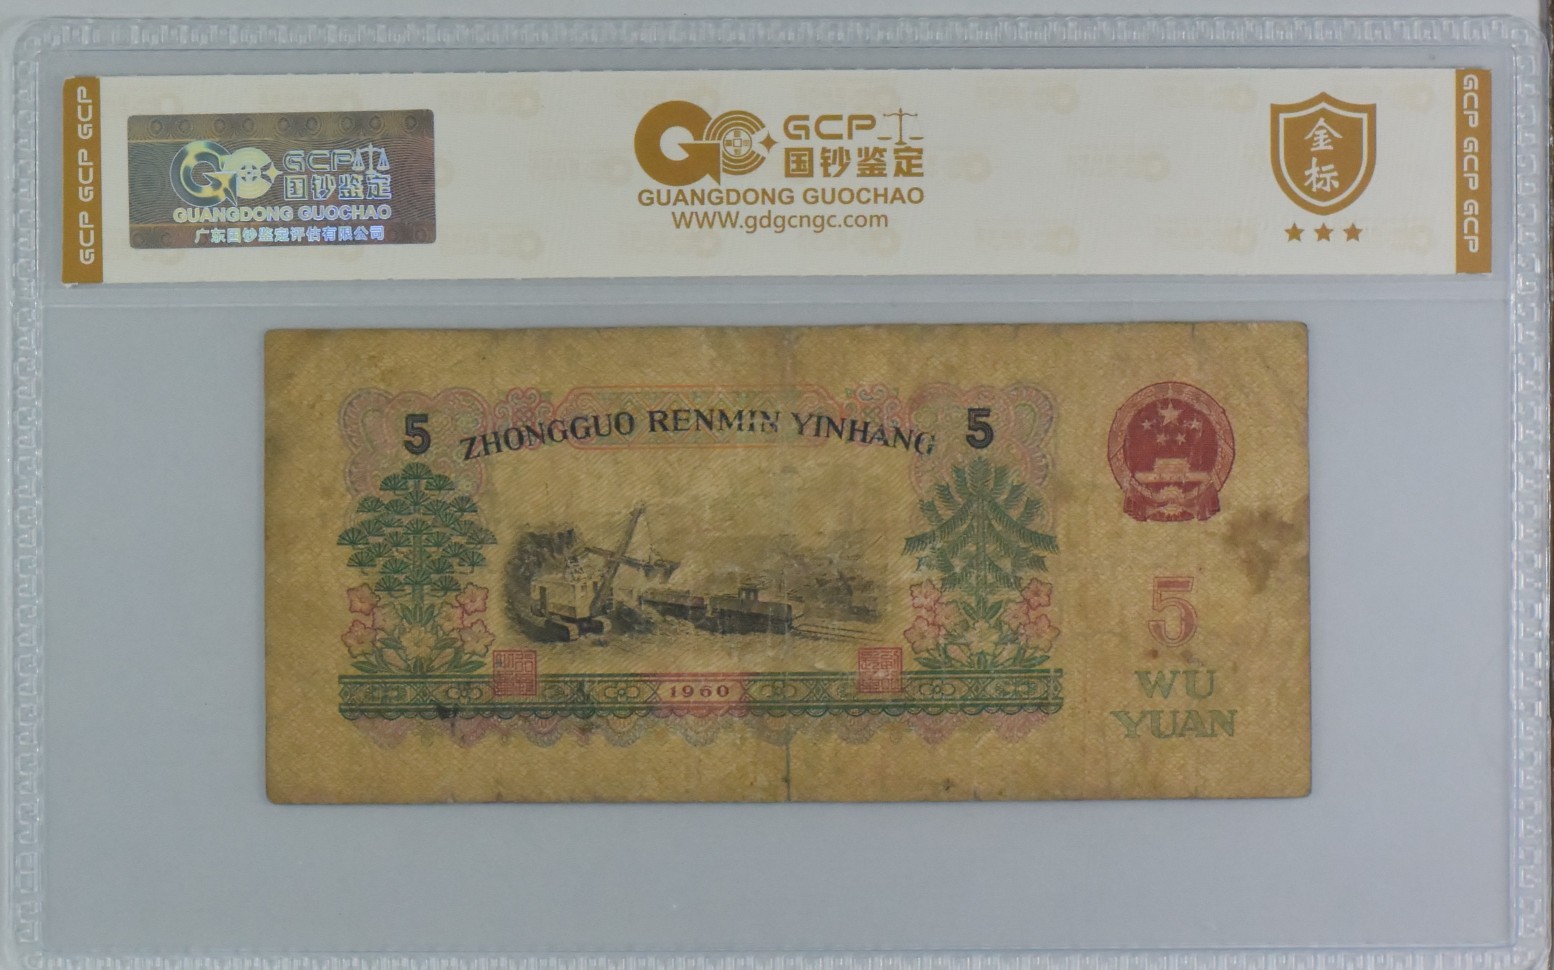 GCP GCP GCP
GCP
国钞鉴定
GUANGDONG GUOCHAO
广东国钞鉴定评估有限公司
GCP
国钞鉴定
GUANGDONG GUOCHAO
WWW.gdgcngc.com
金
标
GCP GCP GCP
5 ZHONGGUO RENMIN YINHANG 5
1960
5
WU
YUAN